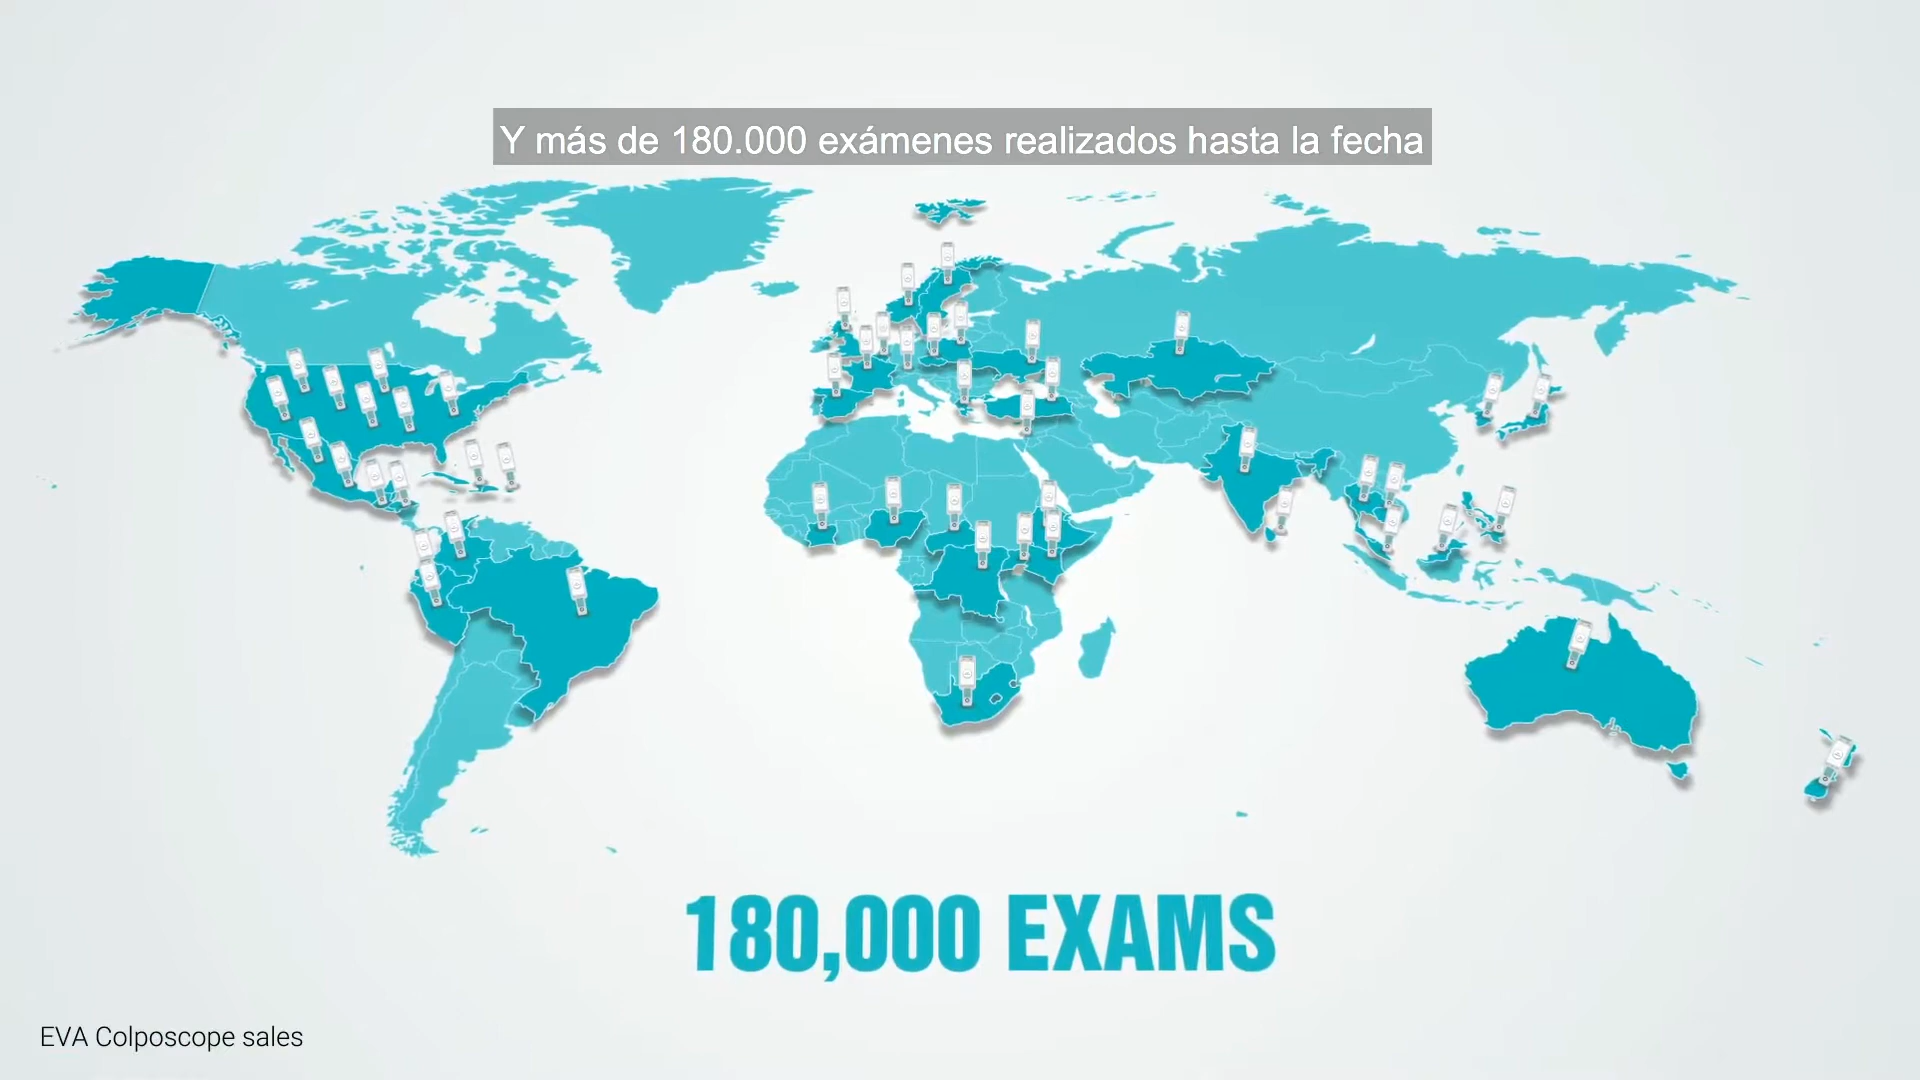 Y más de 180.000 exámenes realizados hasta la fecha
180,000 EXAMS
EVA Colposcope sales